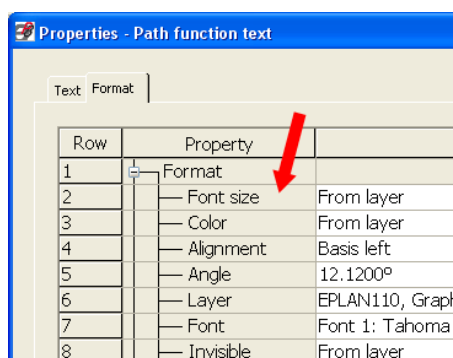 Properties - Path function text
Text Format
Row Property
1 Format
2 Font size From layer
3 Color From layer
4 Alignment Basis left
5 Angle 12.1200º
6 Layer EPLAN110, Graph
7 Font Font 1: Tahoma
8 Invisible From layer